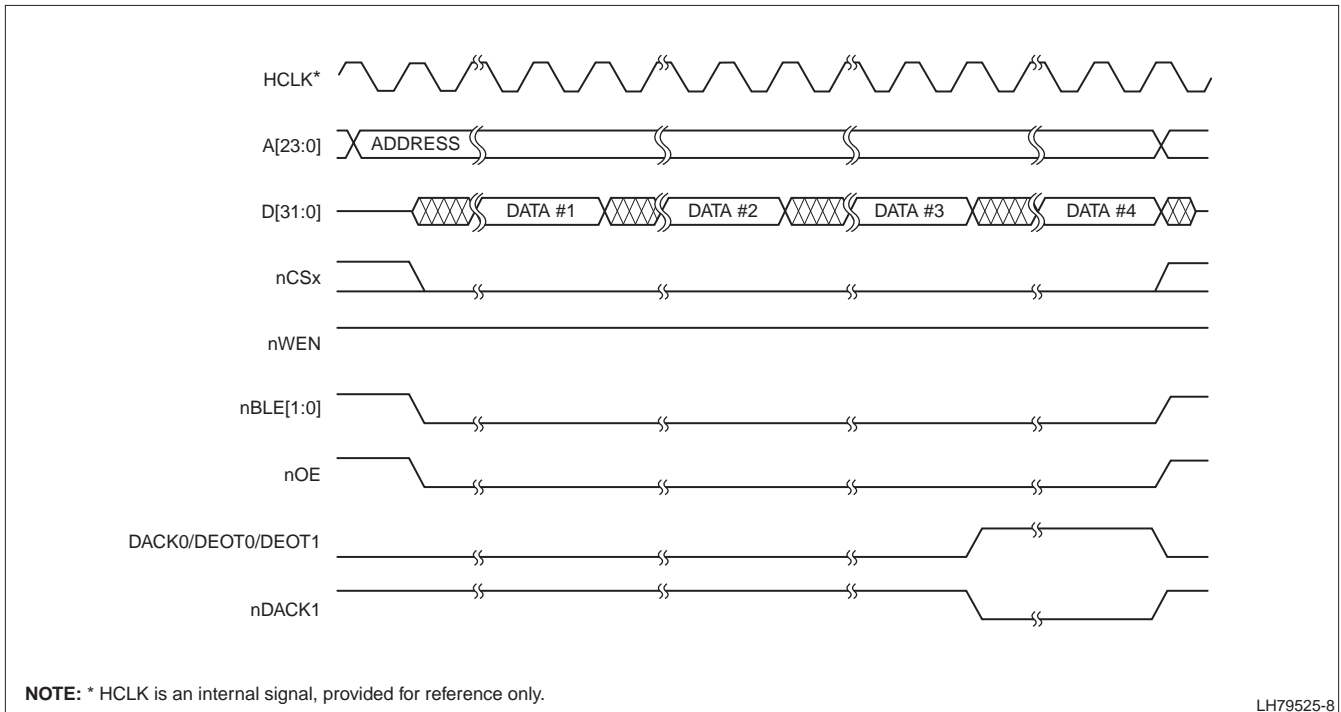 HCLK*
A[23:0] ADDRESS
D[31:0] DATA #1 DATA #2 DATA #3 DATA #4
nCSx
nWEN
nBLE[1:0]
nOE
DACK0/DEOT0/DEOT1
nDACK1
NOTE: * HCLK is an internal signal, provided for reference only.
LH79525-8